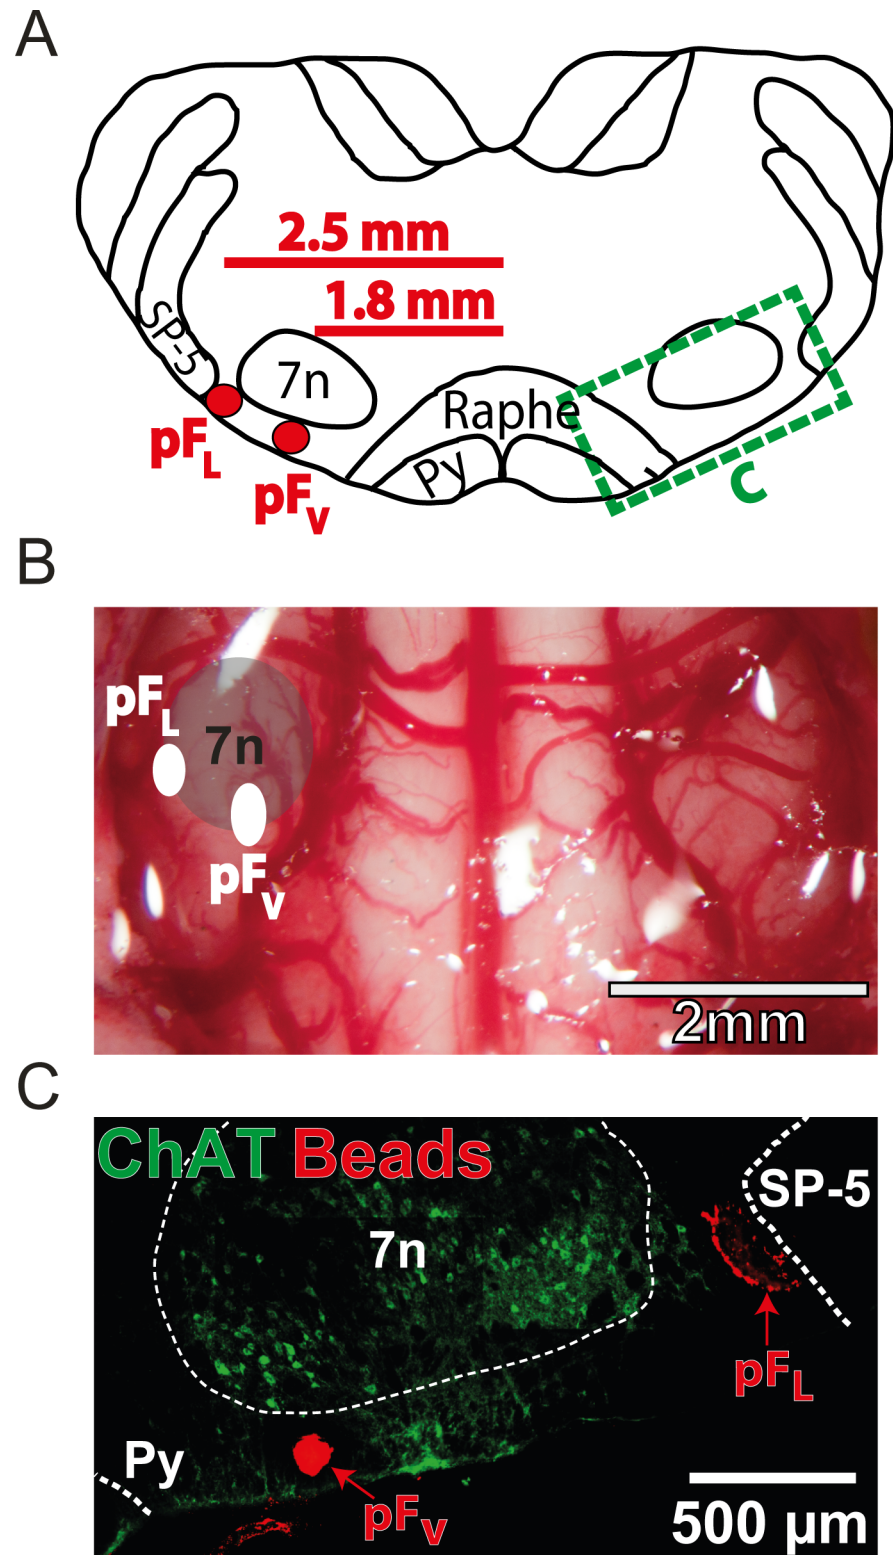 A
2.5 mm
1.8 mm
SP-5
7n
Raphe
Py
pFL
pFV
C
B
pFL
7n
pFV
2mm
C
ChAT Beads
SP-5
7n
pFL
Py
pFV
500 µm